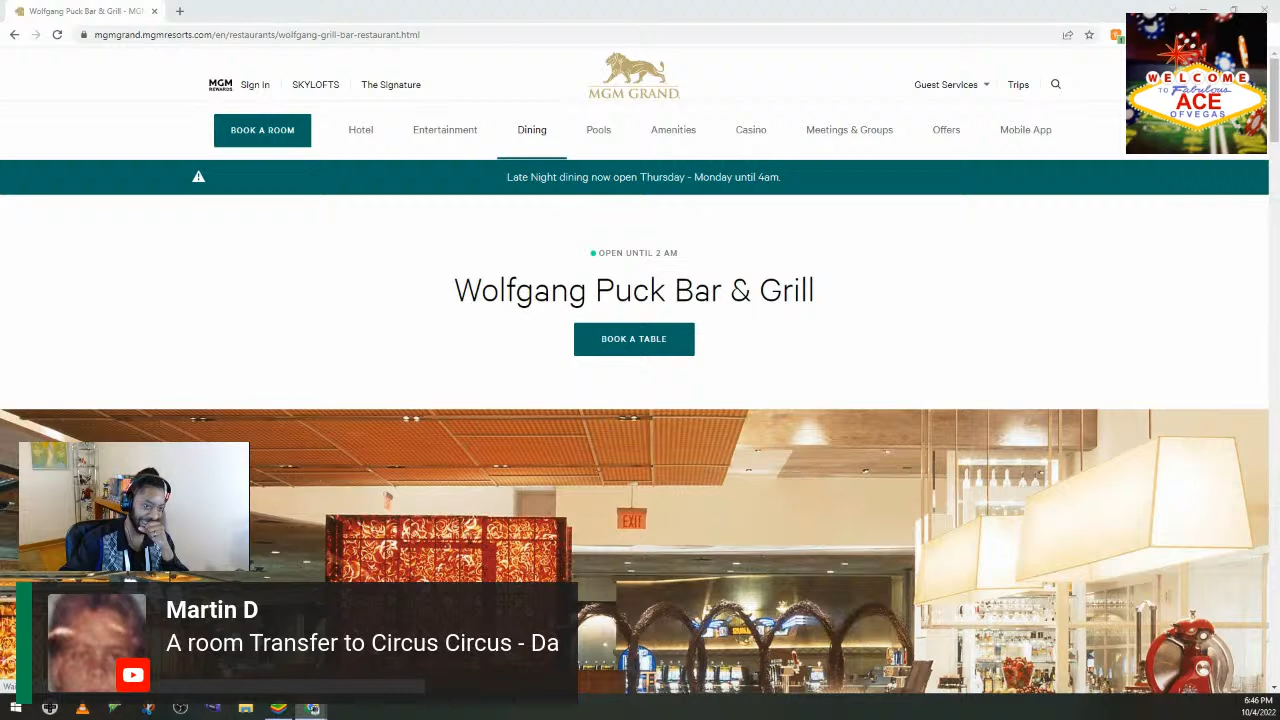 Wolfgang Puck Bar & Grill - MGM
mgmgrand.mgmresorts.com/en/restaurants/wolfgang-grill-bar-restaurant.html
MGM REWARDS Sign In
SKYLOFTS
The Signature
MGM GRAND
Guest Services
Trips
WELCOME
TO Fabulous
ACE
OFVEGAS
BOOK A ROOM
Hotel
Entertainment
Dining
Pools
Amenities
Casino
Meetings & Groups
Offers
Mobile App
Late Night dining now open Thursday - Monday until 4am.
OPEN UNTIL 2 AM
Wolfgang Puck Bar & Grill
BOOK A TABLE
EXIT
Martin D
A room Transfer to Circus Circus - Da
6:46 PM
10/4/2022